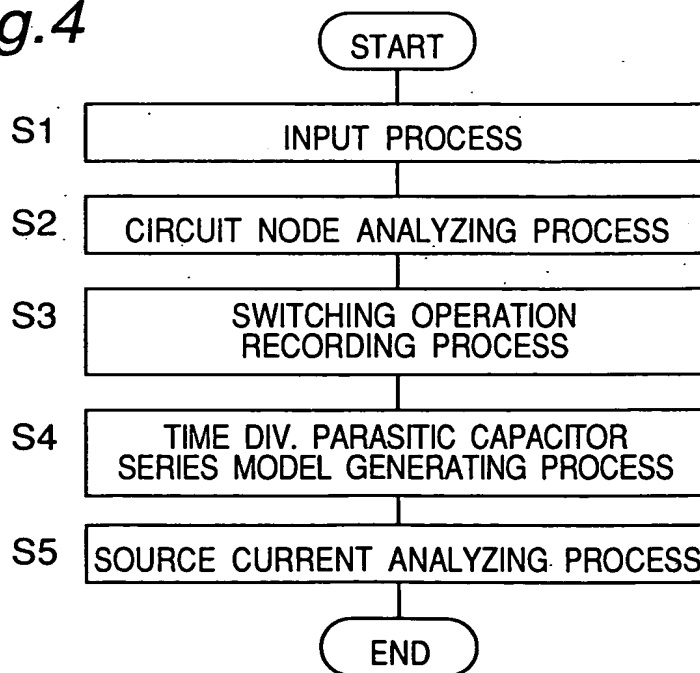 g.4
START
S1 INPUT PROCESS
S2 CIRCUIT NODE ANALYZING PROCESS
S3 SWITCHING OPERATION
RECORDING PROCESS
S4 TIME DIV. PARASITIC CAPACITOR
SERIES MODEL GENERATING PROCESS
S5 SOURCE CURRENT ANALYZING PROCESS
END